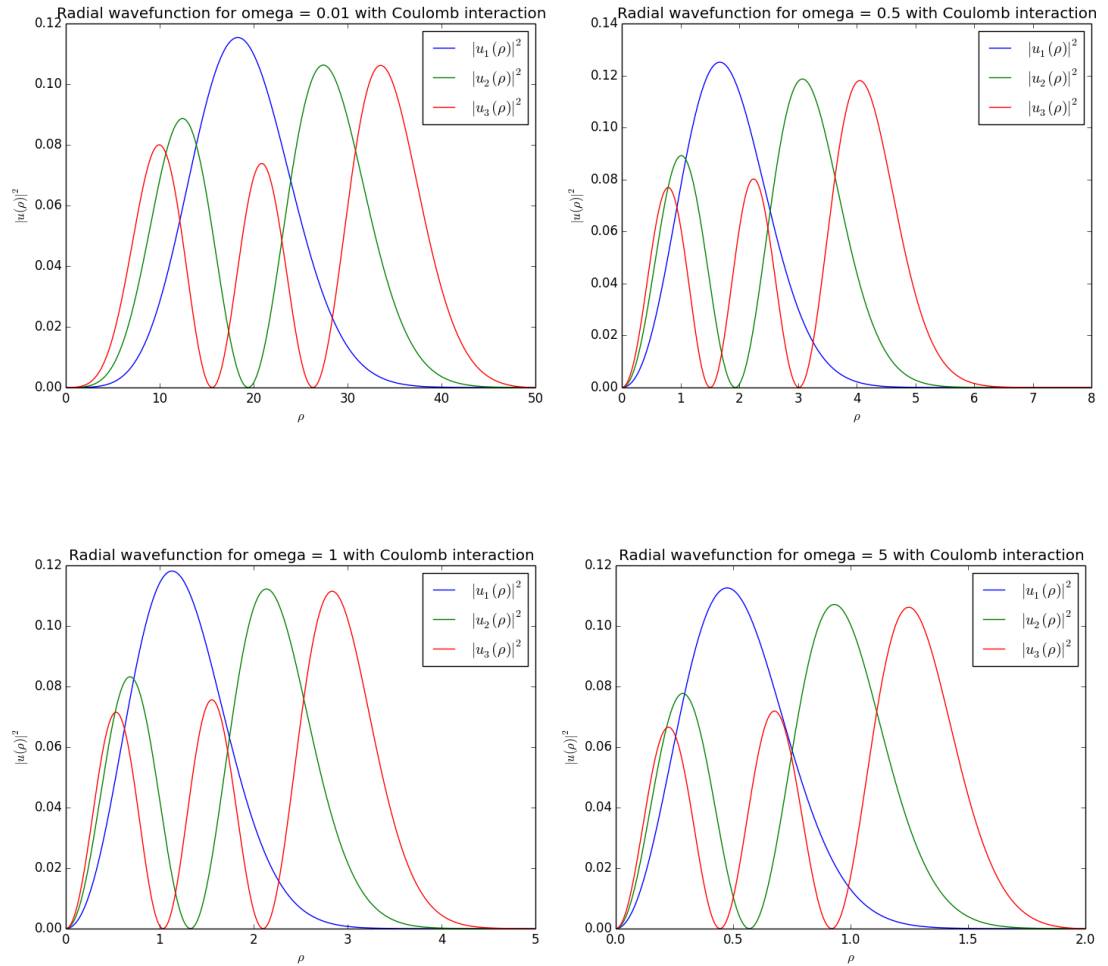 Radial wavefunction for omega = 0.01 with Coulomb interaction
0.12
0.10
0.08
0.06
0.04
0.02
0.00
|u(ρ)|²
|u₁(ρ)|²
|u₂(ρ)|²
|u₃(ρ)|²
0 10 20 30 40 50
ρ
Radial wavefunction for omega = 0.5 with Coulomb interaction
0.14
0.12
0.10
0.08
0.06
0.04
0.02
0.00
|u(ρ)|²
|u₁(ρ)|²
|u₂(ρ)|²
|u₃(ρ)|²
0 1 2 3 4 5 6 7 8
ρ
Radial wavefunction for omega = 1 with Coulomb interaction
0.12
0.10
0.08
0.06
0.04
0.02
0.00
|u(ρ)|²
|u₁(ρ)|²
|u₂(ρ)|²
|u₃(ρ)|²
0 1 2 3 4 5
ρ
Radial wavefunction for omega = 5 with Coulomb interaction
0.12
0.10
0.08
0.06
0.04
0.02
0.00
|u(ρ)|²
|u₁(ρ)|²
|u₂(ρ)|²
|u₃(ρ)|²
0.0 0.5 1.0 1.5 2.0
ρ